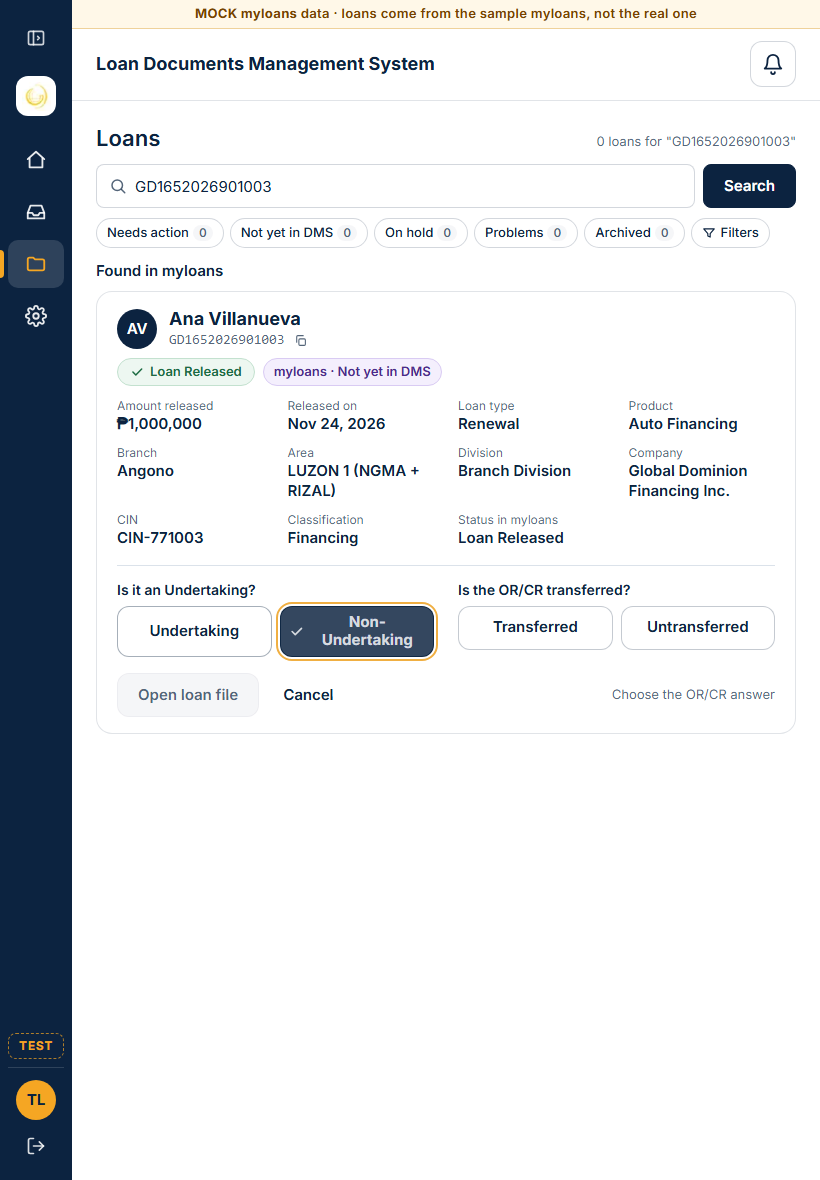 MOCK myloans data · loans come from the sample myloans, not the real one
Loan Documents Management System
Loans
0 loans for "GD1652026901003"
GD1652026901003
Search
Needs action 0
Not yet in DMS 0
On hold 0
Problems 0
Archived 0
Filters
Found in myloans
AV
Ana Villanueva
GD1652026901003
Loan Released
myloans · Not yet in DMS
Amount released
₱1,000,000
Released on
Nov 24, 2026
Loan type
Renewal
Product
Auto Financing
Branch
Angono
Area
LUZON 1 (NGMA +
RIZAL)
Division
Branch Division
Company
Global Dominion
Financing Inc.
CIN
CIN-771003
Classification
Financing
Status in myloans
Loan Released
Is it an Undertaking?
Undertaking
Non-
Undertaking
Is the OR/CR transferred?
Transferred
Untransferred
Open loan file
Cancel
Choose the OR/CR answer
TEST
TL